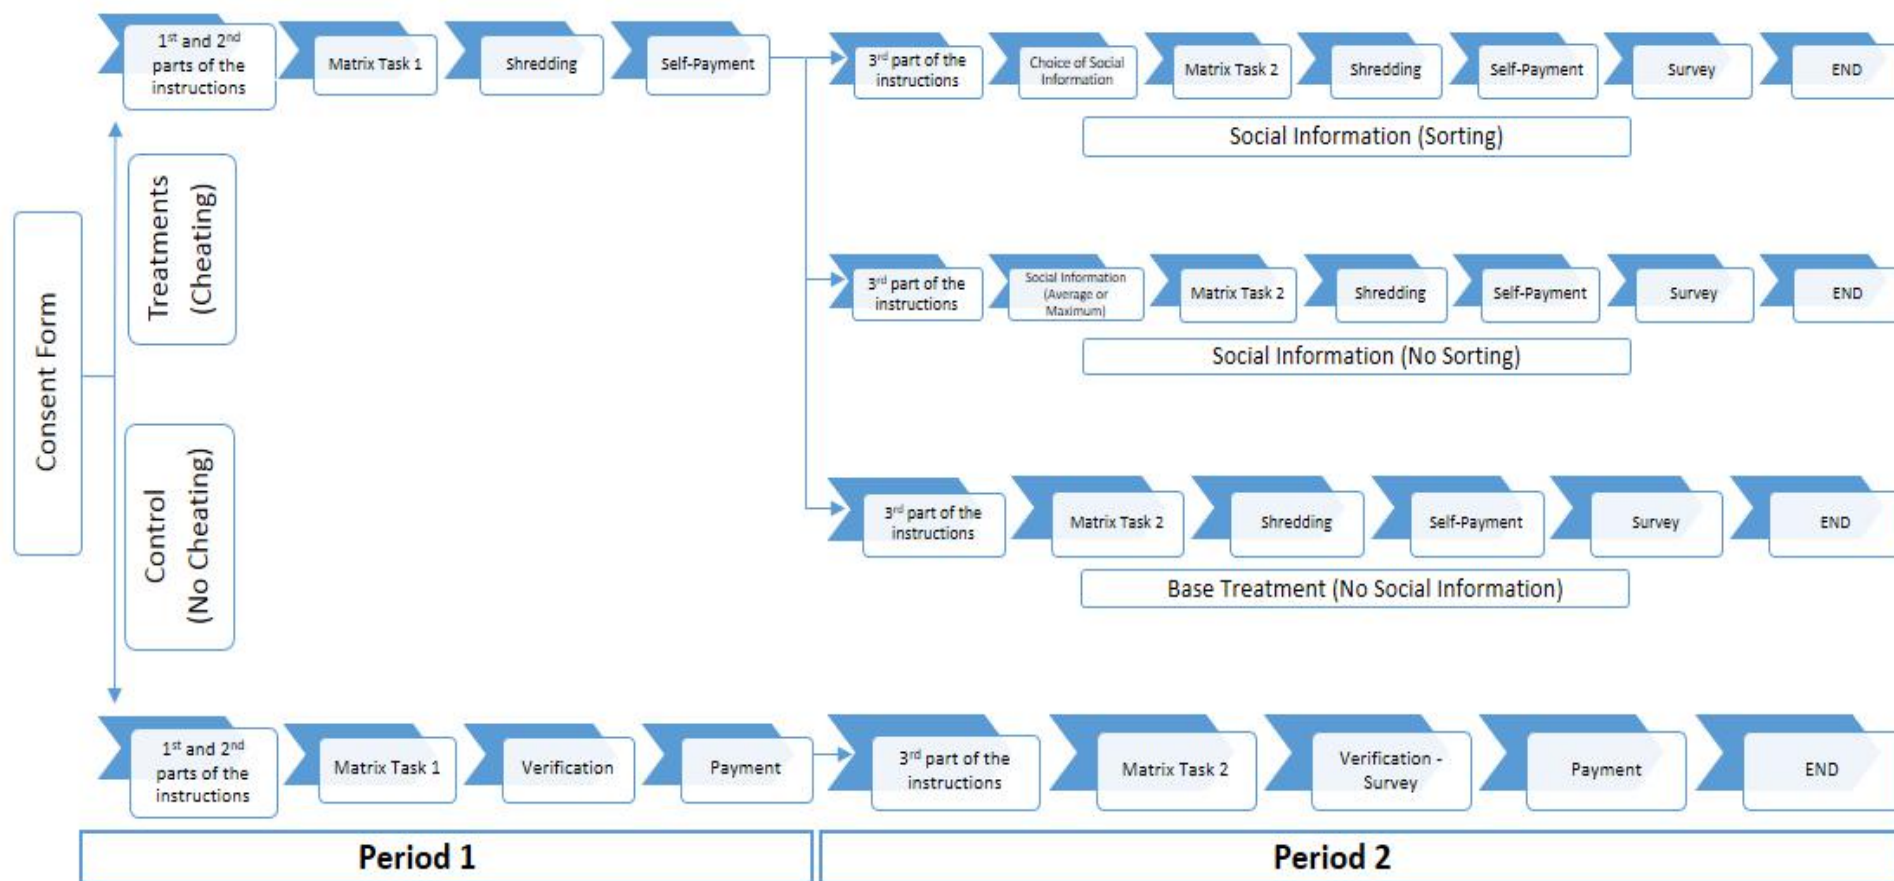 Consent Form
Treatments
(Cheating)
Control
(No Cheating)
1st and 2nd
parts of the
instructions
Matrix Task 1
Shredding
Self-Payment
3rd part of the
instructions
Choice of Social
Information
Matrix Task 2
Shredding
Self-Payment
Survey
END
Social Information (Sorting)
3rd part of the
instructions
Social Information
(Average or
Maximum)
Matrix Task 2
Shredding
Self-Payment
Survey
END
Social Information (No Sorting)
3rd part of the
instructions
Matrix Task 2
Shredding
Self-Payment
Survey
END
Base Treatment (No Social Information)
1st and 2nd
parts of the
instructions
Matrix Task 1
Verification
Payment
3rd part of the
instructions
Matrix Task 2
Verification -
Survey
Payment
END
Period 1
Period 2